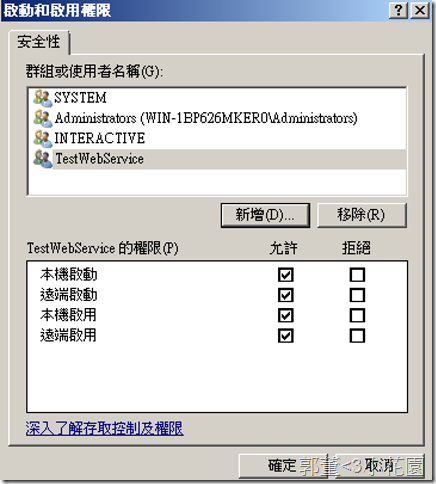 啟動和啟用權限
安全性
群組或使用者名稱(G):
SYSTEM
Administrators (WIN-1BP626MKER0\Administrators)
INTERACTIVE
TestWebService
新增(D)... 移除(R)
TestWebService 的權限(P) 允許 拒絕
本機啟動
遠端啟動
本機啟用
遠端啟用
深入了解存取控制及權限
確定 取消
郭董<3小花園